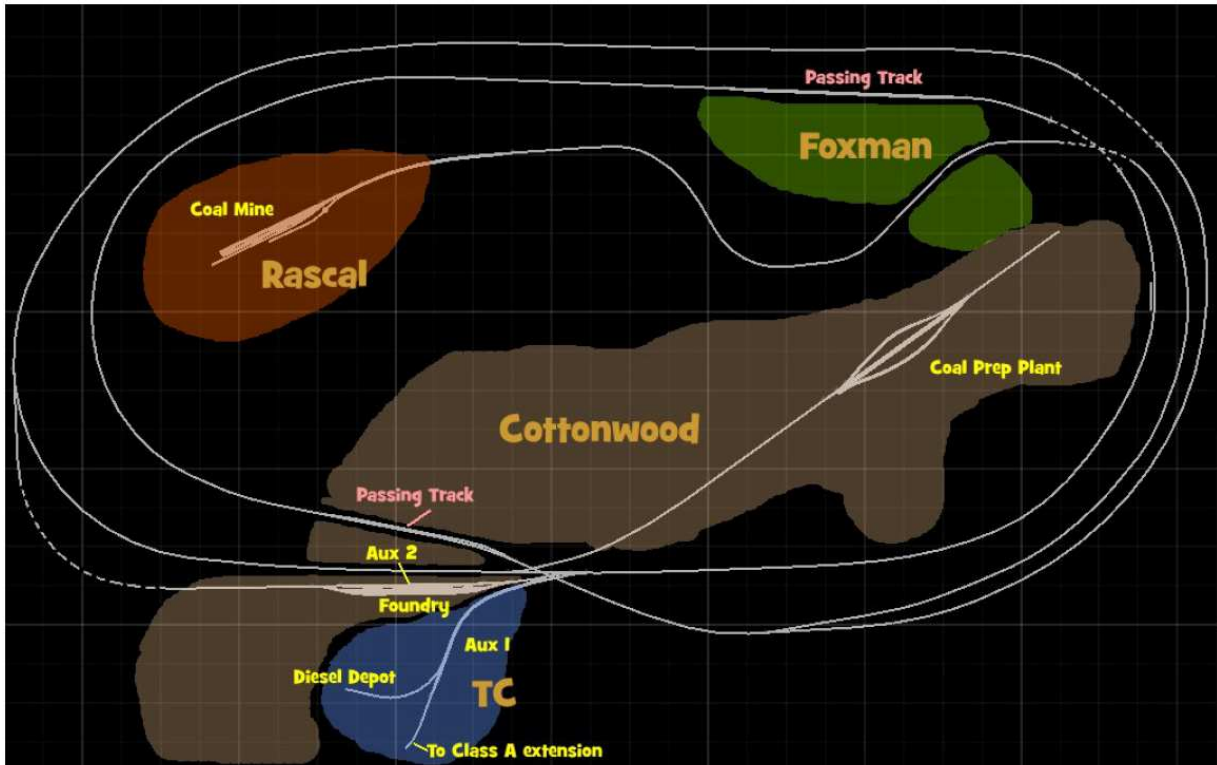 Passing Track
Foxman
Coal Mine
Rascal
Coal Prep Plant
Cottonwood
Passing Track
Aux 2
Foundry
Aux 1
Diesel Depot
TC
To Class A extension